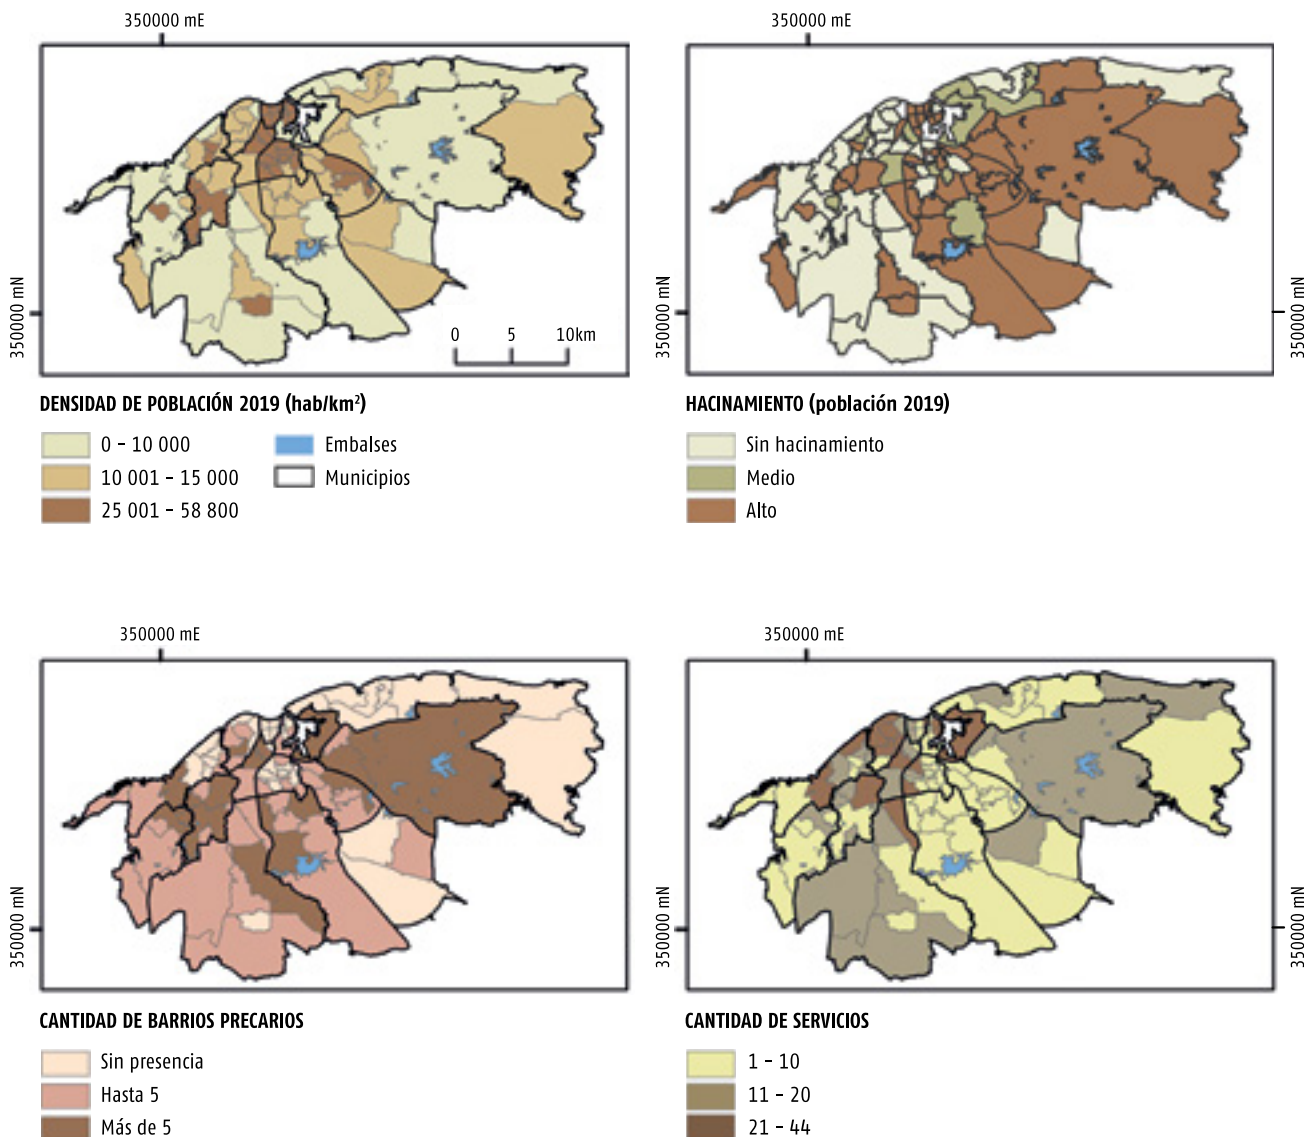 350000 mE
350000 mE
350000 mN
0 5 10km
350000 mN
350000 mN
DENSIDAD DE POBLACIÓN 2019 (hab/km²)
0 – 10 000
10 001 – 15 000
25 001 – 58 800
Embalses
Municipios
HACINAMIENTO (población 2019)
Sin hacinamiento
Medio
Alto
350000 mE
350000 mE
350000 mN
350000 mN
350000 mN
CANTIDAD DE BARRIOS PRECARIOS
Sin presencia
Hasta 5
Más de 5
CANTIDAD DE SERVICIOS
1 – 10
11 – 20
21 – 44